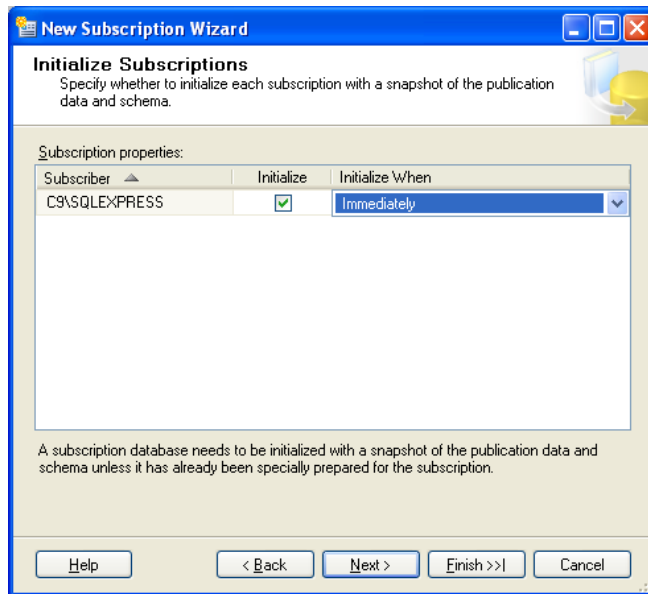 New Subscription Wizard
Initialize Subscriptions
Specify whether to initialize each subscription with a snapshot of the publication
data and schema.
Subscription properties:
Subscriber Initialize Initialize When
C9\SQLEXPRESS Immediately
A subscription database needs to be initialized with a snapshot of the publication data and
schema unless it has already been specially prepared for the subscription.
Help < Back Next > Finish >>| Cancel